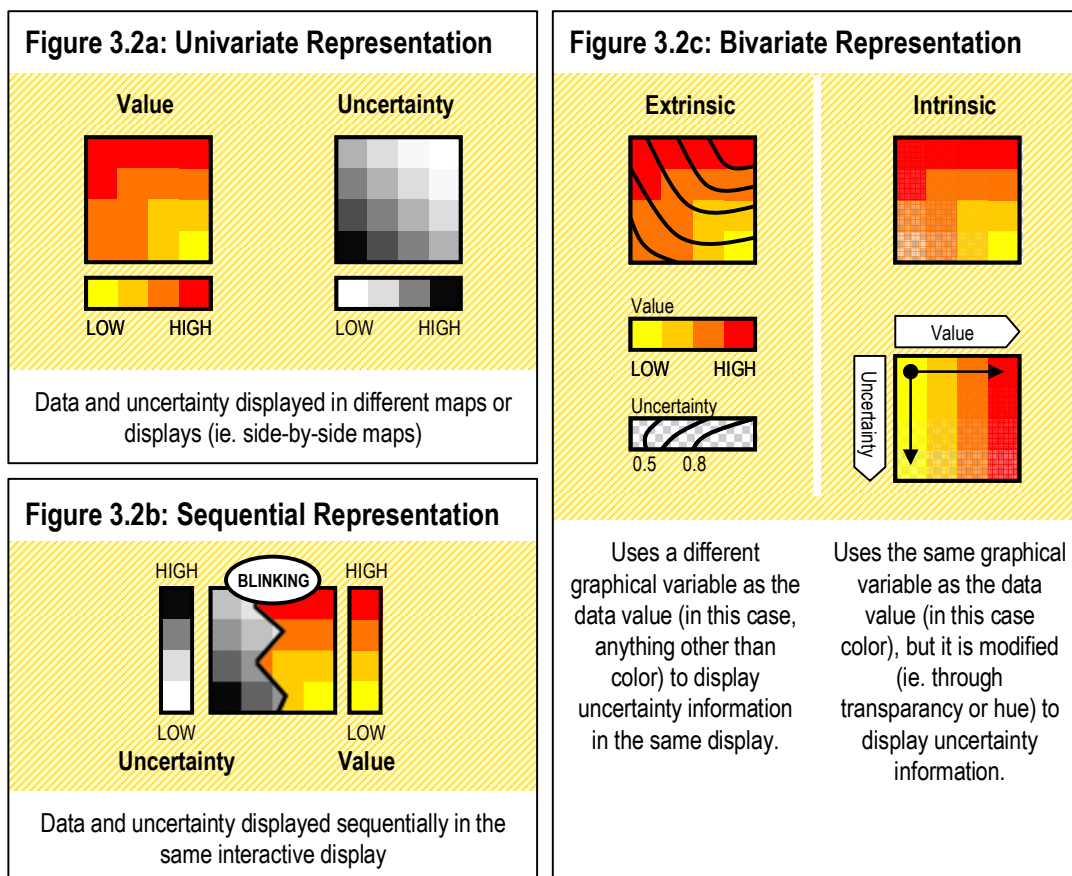 Figure 3.2a: Univariate Representation
Value
Uncertainty
LOW HIGH
LOW HIGH
Data and uncertainty displayed in different maps or
displays (ie. side-by-side maps)
Figure 3.2b: Sequential Representation
HIGH
BLINKING
HIGH
LOW
LOW
Uncertainty
Value
Data and uncertainty displayed sequentially in the
same interactive display
Figure 3.2c: Bivariate Representation
Extrinsic
Value
LOW HIGH
Uncertainty
0.5 0.8
Uses a different
graphical variable as the
data value (in this case,
anything other than
color) to display
uncertainty information
in the same display.
Intrinsic
Value
Uncertainty
Uses the same graphical
variable as the data
value (in this case
color), but it is modified
(ie. through
transparancy or hue) to
display uncertainty
information.